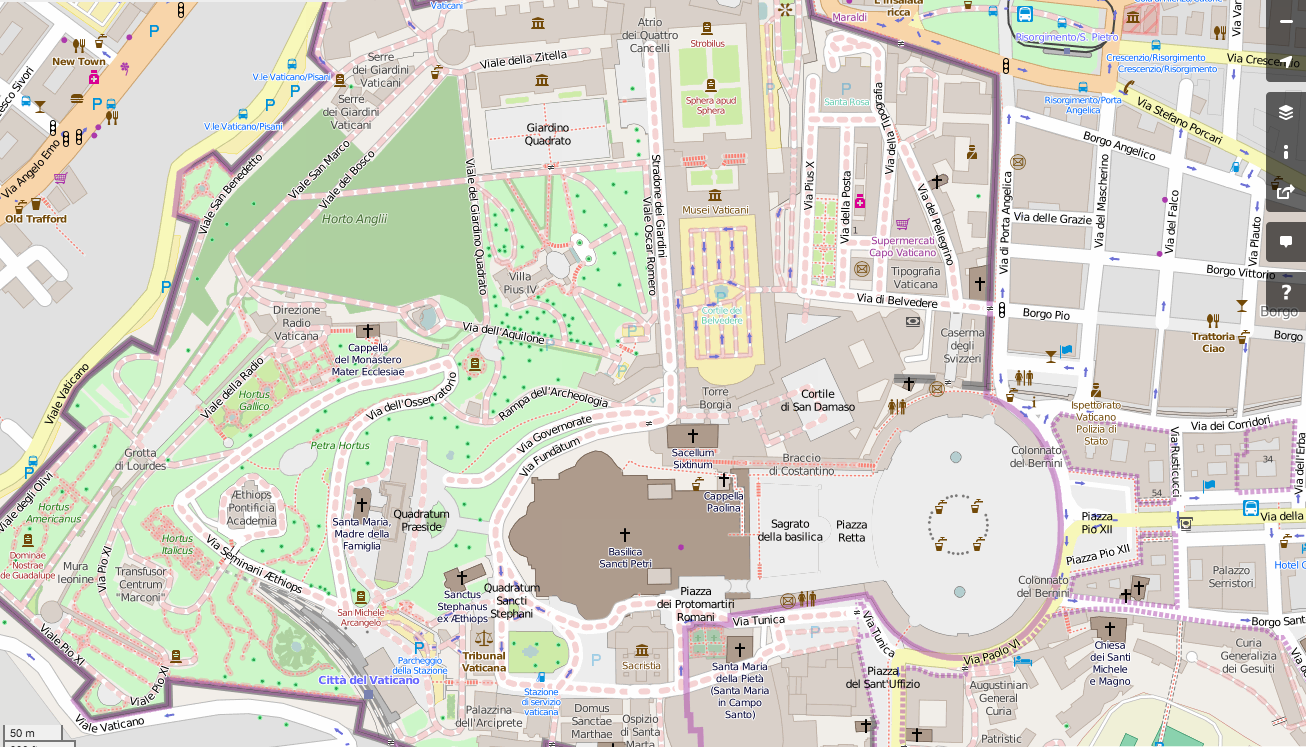 Vaticani
Atrio
dei Quattro
Cancelli
Strobilus
Maraldi
L'Insalata
ricca
Risorgimento/S. Pietro
New Town
V.le Vaticano/Pisani
Serre
dei Giardini
Vaticani
Viale della Zitella
Crescenzio/Risorgimento
Crescenzio/Risorgimento
Via Crescenzio
Serre
dei Giardini
Vaticani
Sphera apud
Sphera
Santa Rosa
Risorgimento/Porta
Angelica
Via Stefano Porcari
V.le Vaticano/Pisani
Giardino
Quadrato
Via Angelo Emo
Borgo Angelico
Viale San Marco
Viale del Bosco
Viale San Benedetto
Viale del Giardino Quadrato
Stradone dei Giardini
Viale Oscar Romero
Via della Tipografia
Via Pius X
Via della Posta
Via del Pellegrino
Via di Porta Angelica
Via del Mascherino
Via del Falco
Via Plauto
Old Trafford
Horto Anglii
Musei Vaticani
Via delle Grazie
1
Supermercati
Capo Vaticano
Villa
Pius IV
Tipografia
Vaticana
Borgo Vittorio
Via di Belvedere
Borgo Pio
Borgo
Direzione
Radio
Vaticana
Cortile del
Belvedere
Via dell'Aquilone
Caserma
degli
Svizzeri
Trattoria
Ciao
Borgo
Cappella
del Monastero
Mater Ecclesiae
Viale Vaticano
Via della Radio
Hortus
Gallico
Via dell'Osservatorio
Rampa dell'Archeologia
Torre
Borgia
Cortile
di San Damaso
Ispettorato
Vaticano
Polizia di
Stato
Via Governorate
Via dei Corridori
Petra Hortus
Via Fundātum
Sacellum
Sixtinum
Colonnato
del Bernini
Via Rusticucci
34
Via dell'Erba
Grotta
di Lourdes
Braccio
di Costantino
Viale degli Olivi
Hortus
Americanus
Æthiops
Pontificia
Academia
Cappella
Paolina
54
Santa Maria,
Madre della
Famiglia
Quadratum
Præside
Sagrato
della basilica
Piazza
Retta
Piazza
Pio XII
Via della
Hortus
Italicus
Basilica
Sancti Petri
Piazza Pio XII
Dominae
Nostrae
de Guadalupe
Mura
leonine
Via Pio XI
Via Seminarii Æthiops
Transfusor
Centrum
"Marconi"
Hotel C
Palazzo
Serristori
Colonnato
del Bernini
Sanctus
Stephanus
ex Æthiops
Quadratum
Sancti
Stephani
Piazza
dei Protomartiri
Romani
San Michele
Arcangelo
Via Tunica
Via Tunica
Borgo Sant
Viale Pio XI
Tribunal
Vaticana
Parcheggio
della Stazione
Sacristia
Via Paolo VI
Chiesa
dei Santi
Michele
e Magno
Curia
Generalizia
dei Gesuiti
Città del Vaticano
Santa Maria
della Pietà
(Santa Maria
in Campo
Santo)
Piazza
del Sant'Uffizio
Augustinian
General
Curia
Viale Pio XI
Stazione
di servizio
vaticana
Palazzina
dell'Arciprete
Domus
Sanctae
Marthae
Ospizio
di Santa
Marta
Viale Vaticano
Patristic
50 m